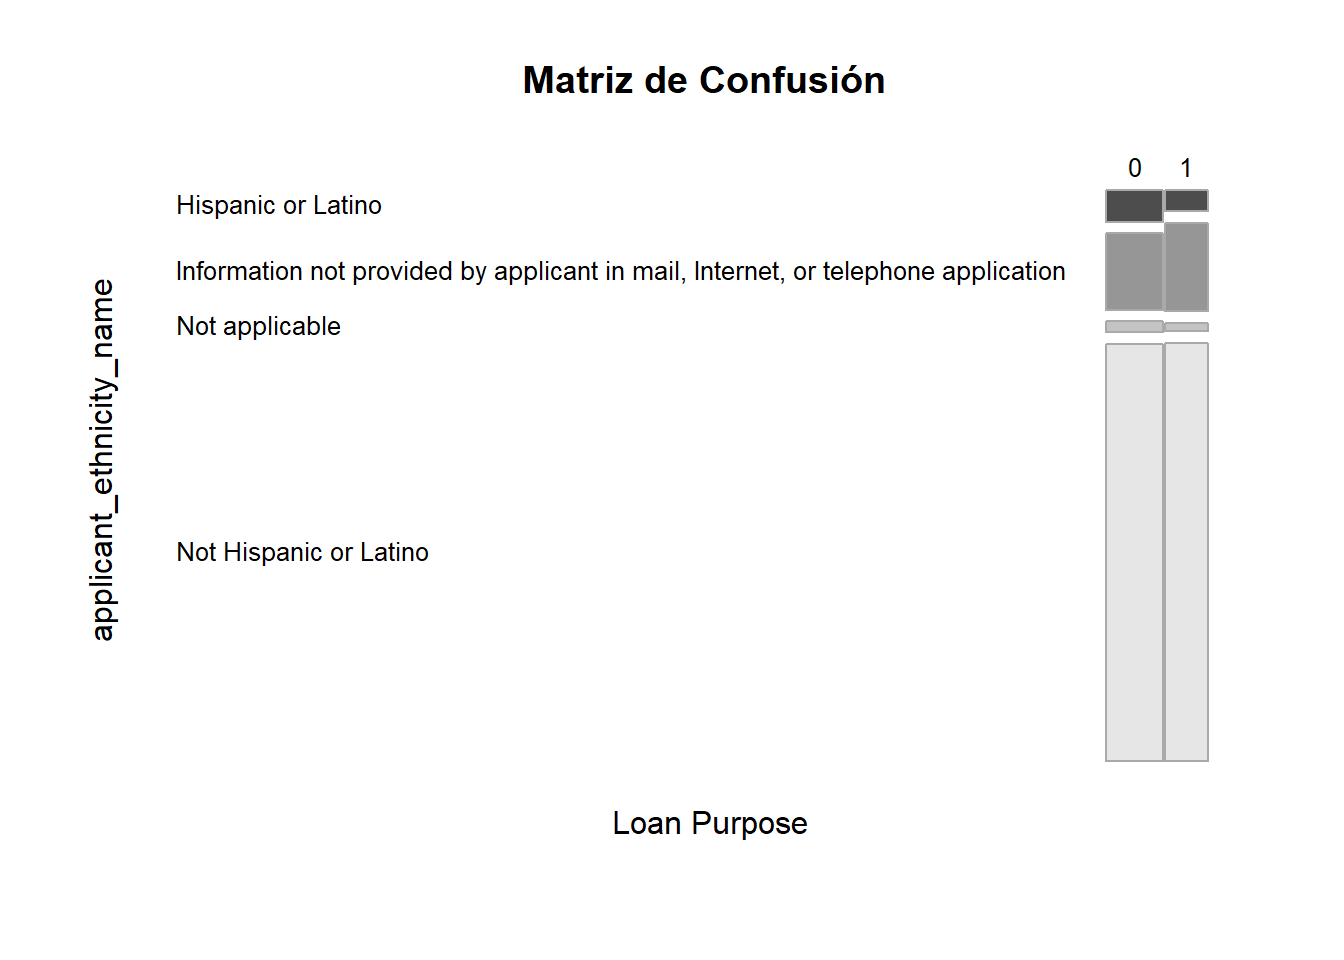 Matriz de Confusión
0 1
Hispanic or Latino
Information not provided by applicant in mail, Internet, or telephone application
Not applicable
Not Hispanic or Latino
applicant_ethnicity_name
Loan Purpose